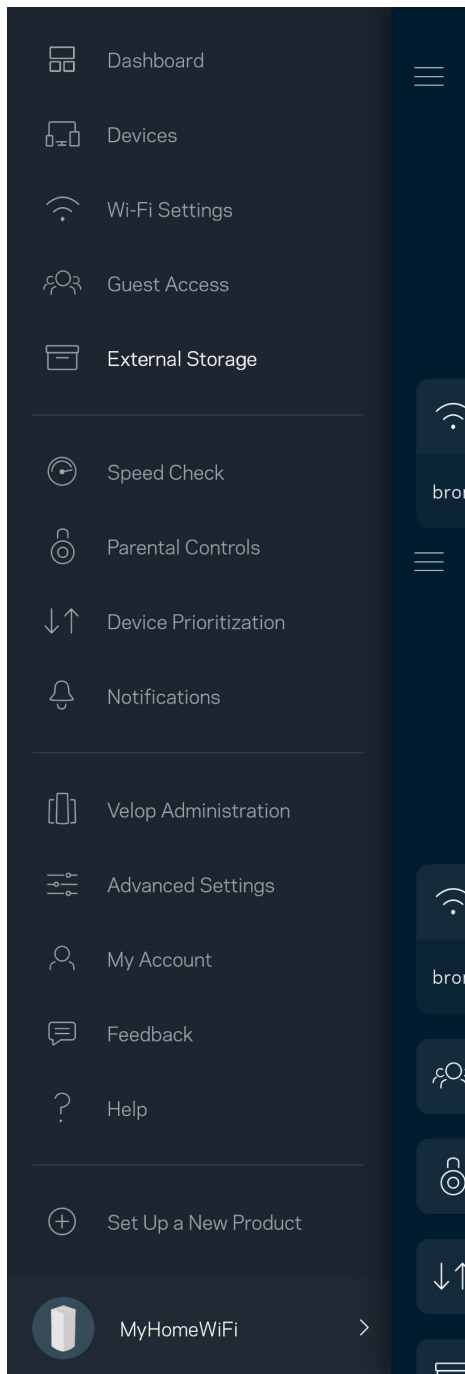 Dashboard
Devices
Wi-Fi Settings
Guest Access
External Storage
Speed Check
Parental Controls
Device Prioritization
Notifications
Velop Administration
Advanced Settings
My Account
Feedback
Help
Set Up a New Product
MyHomeWiFi